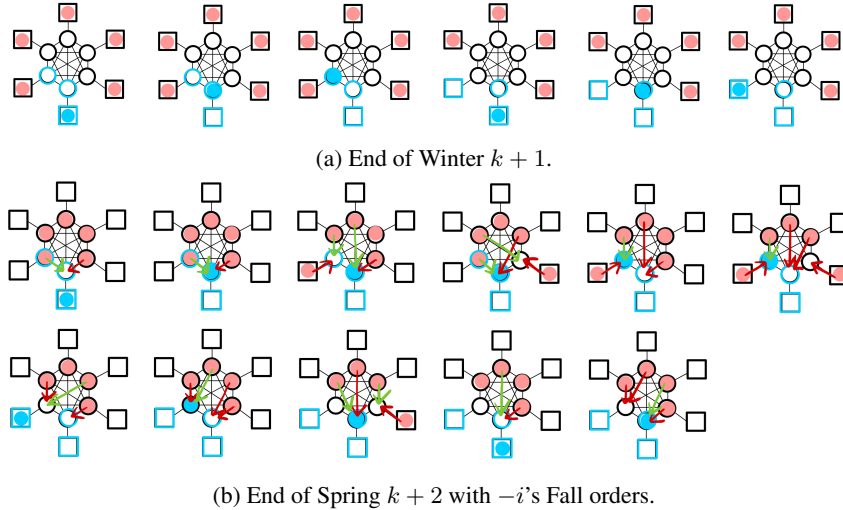 (a) End of Winter k + 1.
(b) End of Spring k + 2 with −i's Fall orders.